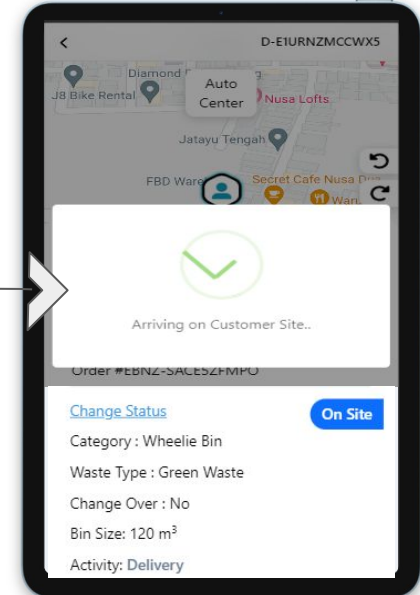 D-E1URNZMCCWX5
Diamond
J8 Bike Rental
Auto
Center
Nusa Lofts
Jatayu Tengah
FBD Ware
Secret Cafe Nusa
Waru
Arriving on Customer Site..
Order #EBNZ-SACE5ZFMPO
Change Status
On Site
Category : Wheelie Bin
Waste Type : Green Waste
Change Over : No
Bin Size: 120 m³
Activity: Delivery